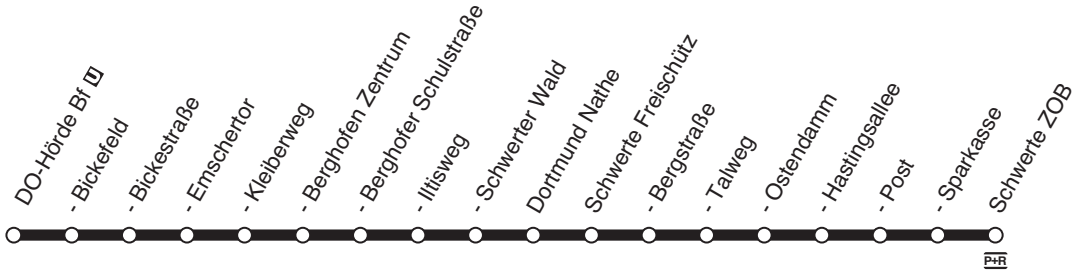 DO-Hörde Bf U
- Bickefeld
- Bickestraße
- Emschertor
- Kleiberweg
- Berghofen Zentrum
- Berghofer Schulstraße
- Iltisweg
- Schwerter Wald
Dortmund Nathe
Schwerte Freischütz
- Bergstraße
- Talweg
- Ostendamm
- Hastingsallee
- Post
- Sparkasse
Schwerte ZOB
P+R